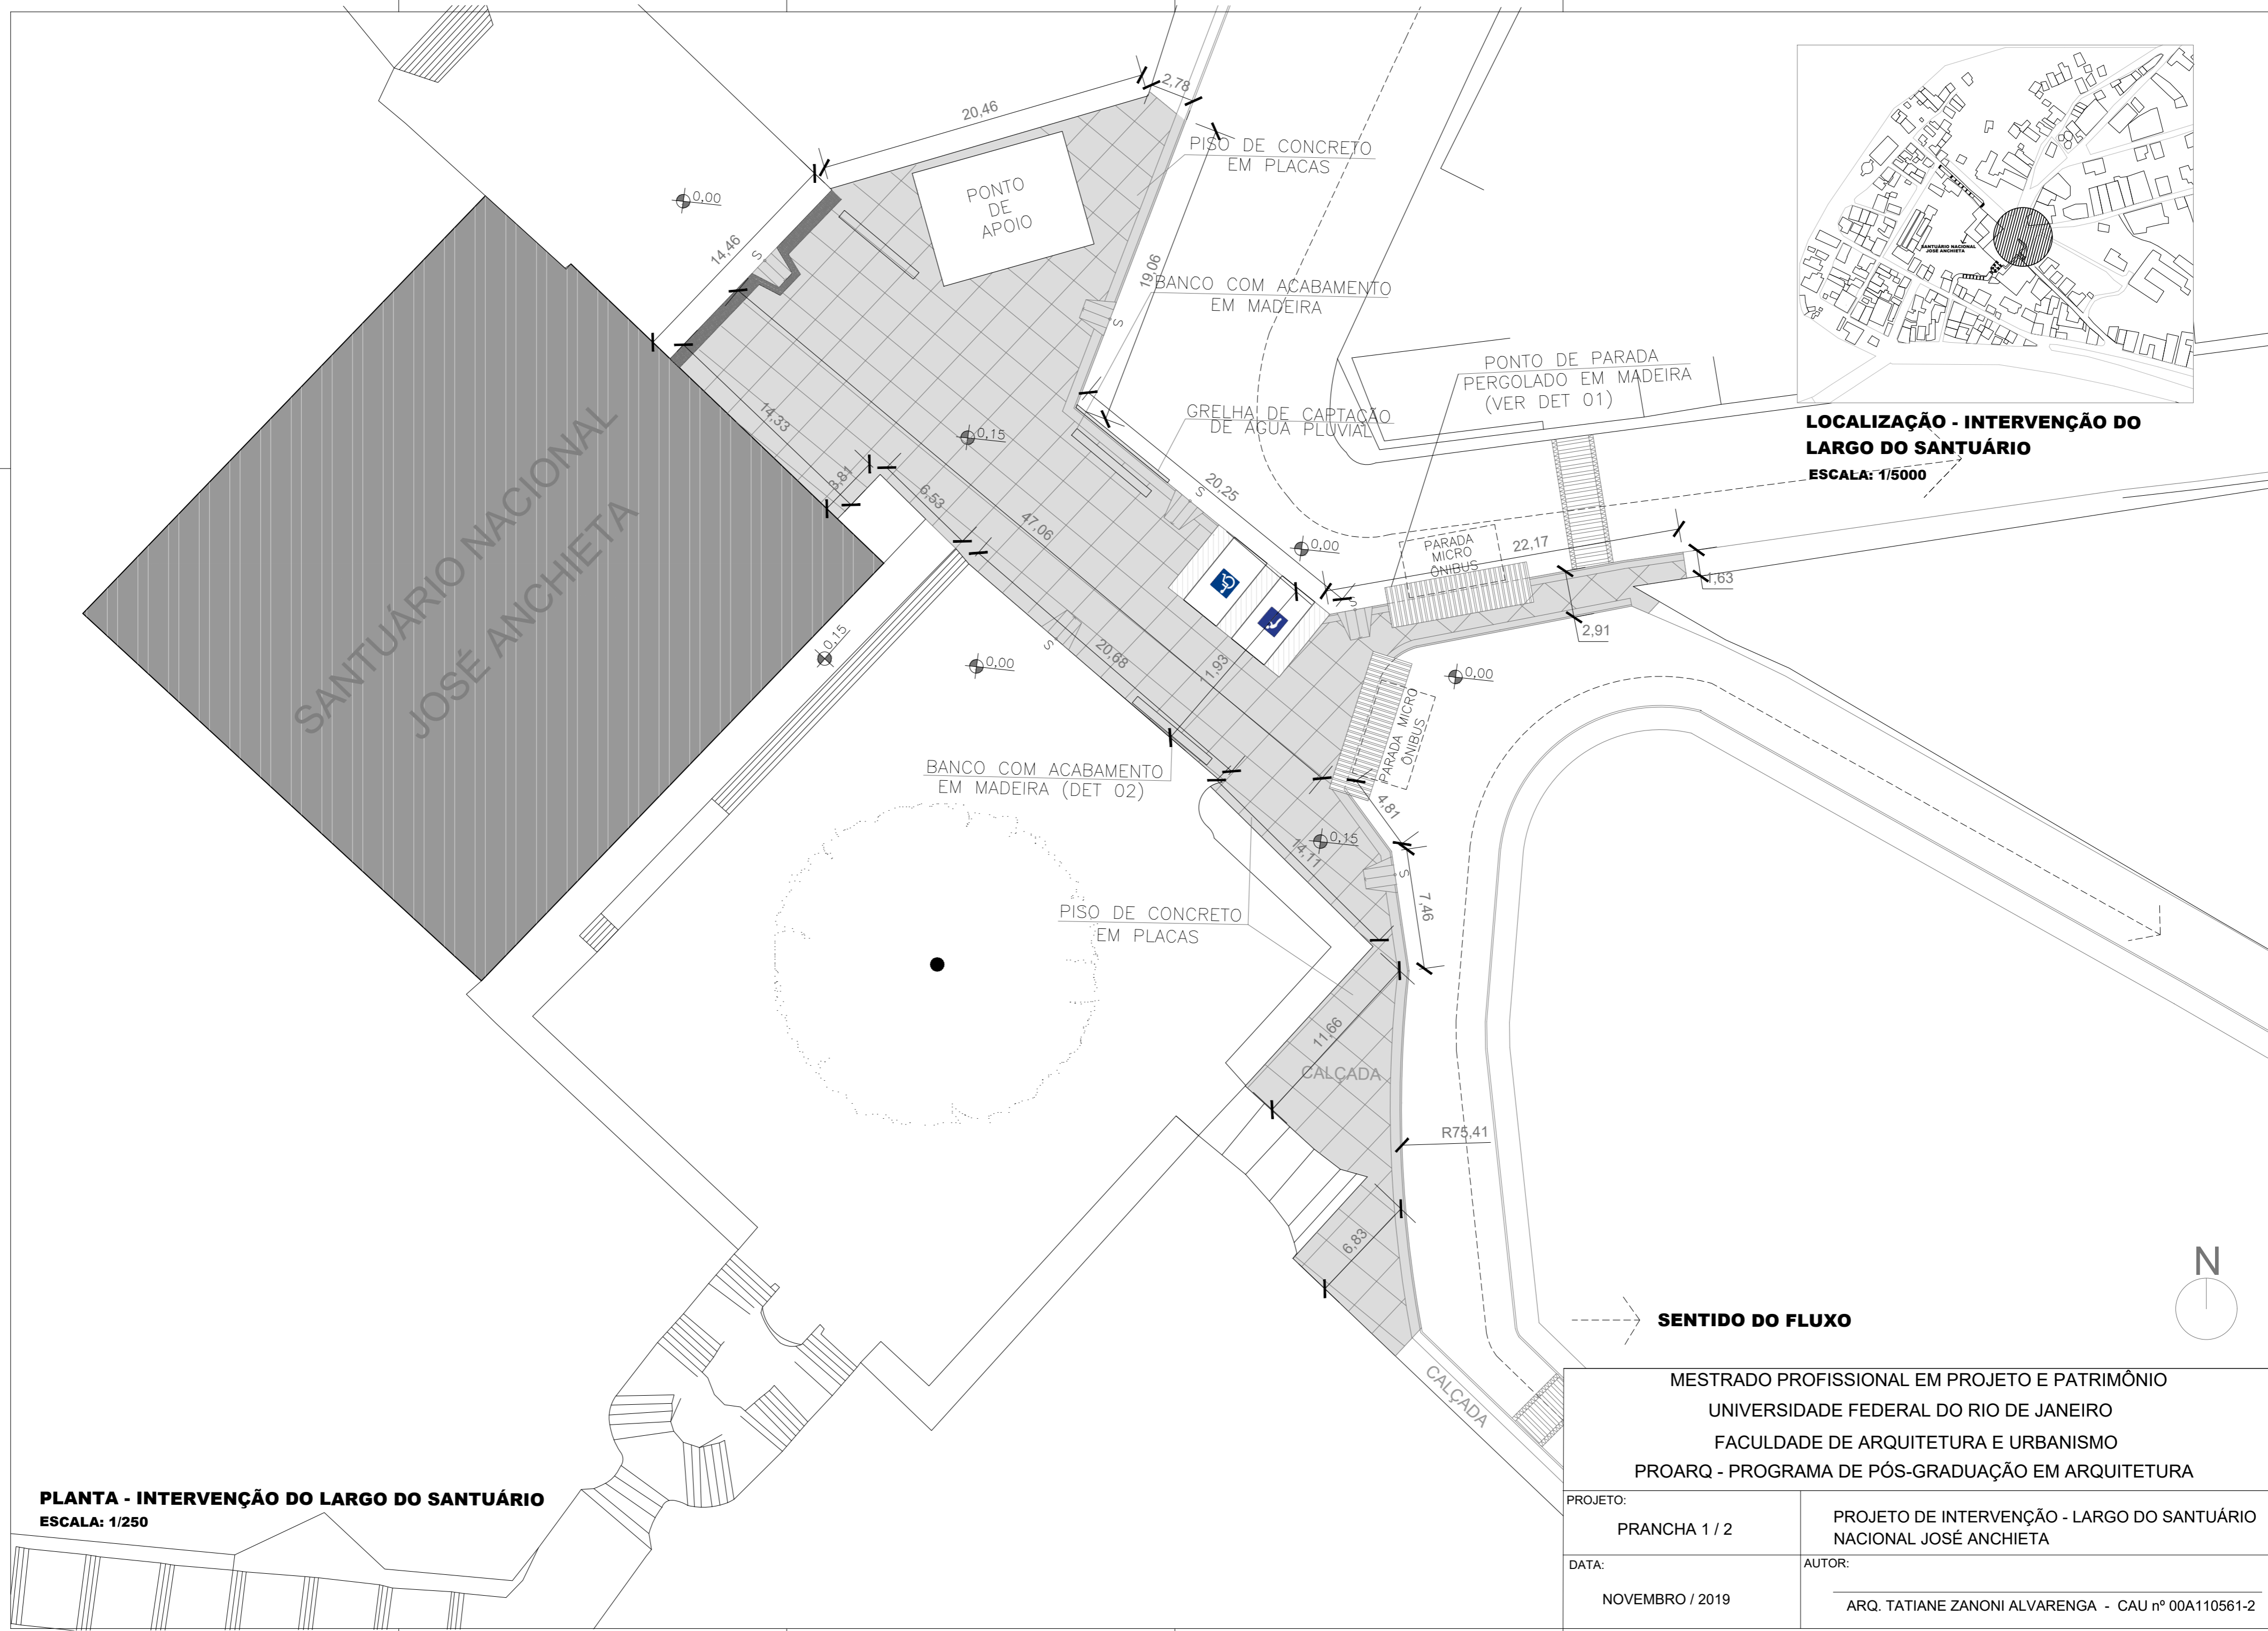 20,46
2,78
PISO DE CONCRETO
EM PLACAS
PONTO
DE
APOIO
0,00
14,46
S
19,06
S
BANCO COM ACABAMENTO
EM MADEIRA
PONTO DE PARADA
PERGOLADO EM MADEIRA
(VER DET 01)
GRELHA DE CAPTAÇÃO
DE ÁGUA PLUVIAL
SANTUÁRIO NACIONAL
JOSÉ ANCHIETA
LOCALIZAÇÃO - INTERVENÇÃO DO
LARGO DO SANTUÁRIO
ESCALA: 1/5000
SANTUÁRIO NACIONAL
JOSÉ ANCHIETA
14,33
0,15
3,81
6,53
47,06
20,25
S
0,00
PARADA
MICRO
ÔNIBUS
22,17
1,63
2,91
S
0,15
0,00
S
20,68
11,93
0,00
PARADA MICRO
ÔNIBUS
BANCO COM ACABAMENTO
EM MADEIRA (DET 02)
4,81
0,15
14,11
S
7,46
PISO DE CONCRETO
EM PLACAS
11,66
CALÇADA
R75,41
6,83
CALÇADA
N
SENTIDO DO FLUXO
PLANTA - INTERVENÇÃO DO LARGO DO SANTUÁRIO
ESCALA: 1/250
MESTRADO PROFISSIONAL EM PROJETO E PATRIMÔNIO
UNIVERSIDADE FEDERAL DO RIO DE JANEIRO
FACULDADE DE ARQUITETURA E URBANISMO
PROARQ - PROGRAMA DE PÓS-GRADUAÇÃO EM ARQUITETURA
PROJETO:
PRANCHA 1 / 2
PROJETO DE INTERVENÇÃO - LARGO DO SANTUÁRIO
NACIONAL JOSÉ ANCHIETA
DATA:
NOVEMBRO / 2019
AUTOR:
ARQ. TATIANE ZANONI ALVARENGA - CAU nº 00A110561-2